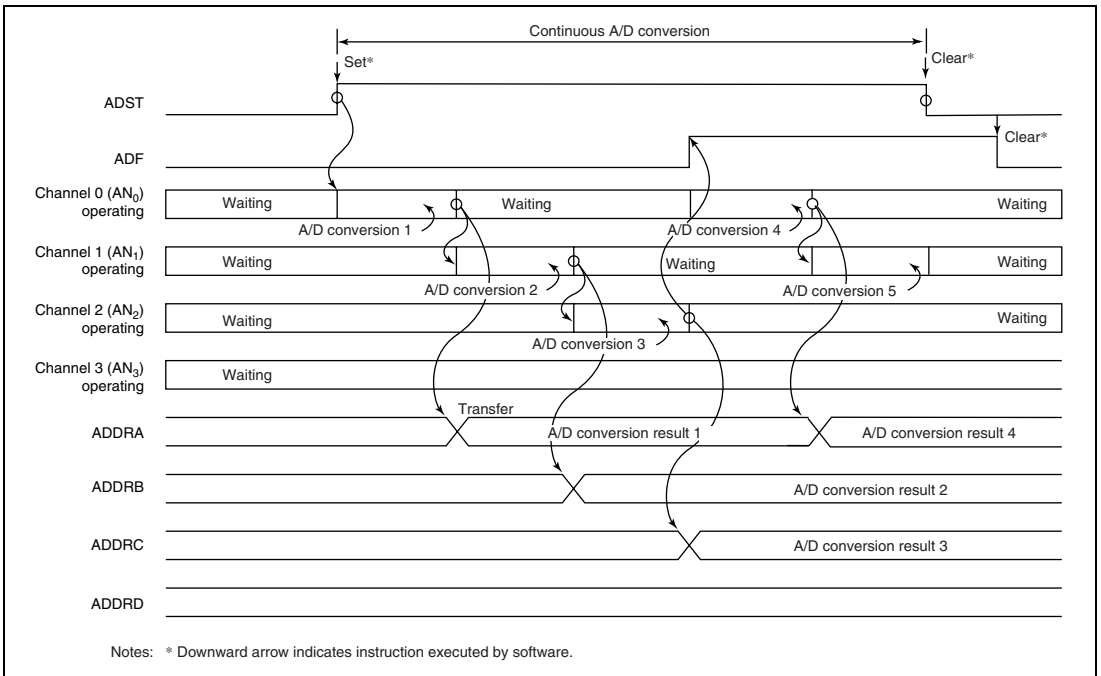 Continuous A/D conversion
Set*
Clear*
ADST
Clear*
ADF
Channel 0 (AN0)
operating
Waiting
Waiting
Waiting
A/D conversion 1
A/D conversion 4
Channel 1 (AN1)
operating
Waiting
Waiting
Waiting
A/D conversion 2
A/D conversion 5
Channel 2 (AN2)
operating
Waiting
Waiting
A/D conversion 3
Channel 3 (AN3)
operating
Waiting
Transfer
ADDRA
A/D conversion result 1
A/D conversion result 4
ADDRB
A/D conversion result 2
ADDRC
A/D conversion result 3
ADDRD
Notes: * Downward arrow indicates instruction executed by software.